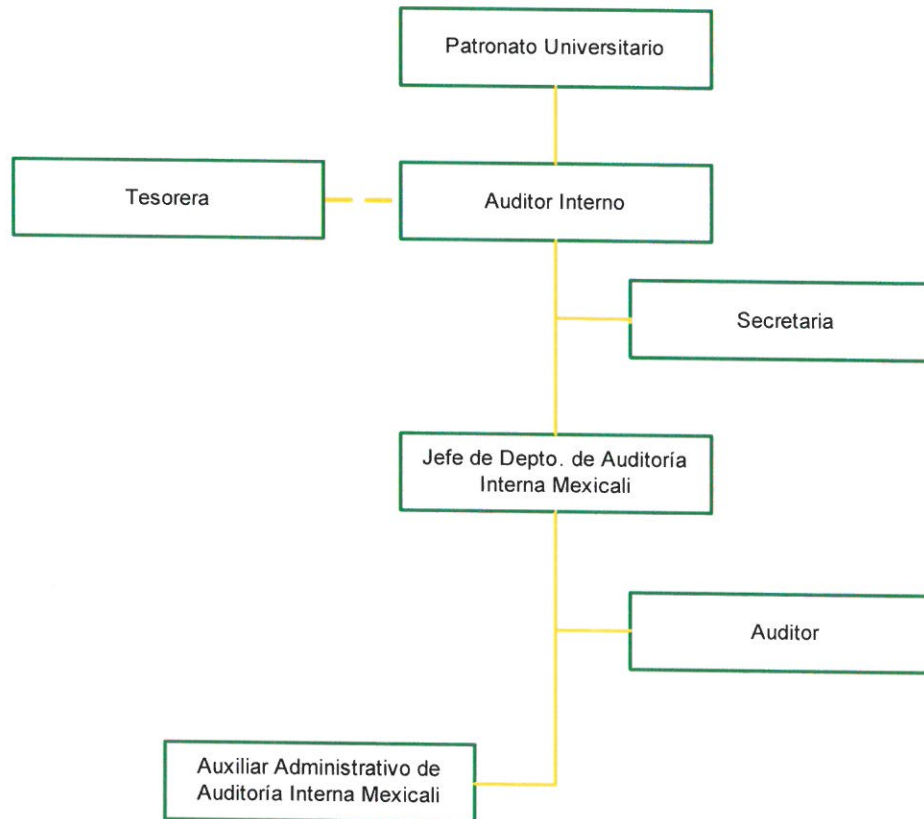 Patronato Universitario
Tesorera
Auditor Interno
Secretaria
Jefe de Depto. de Auditoría
Interna Mexicali
Auditor
Auxiliar Administrativo de
Auditoría Interna Mexicali